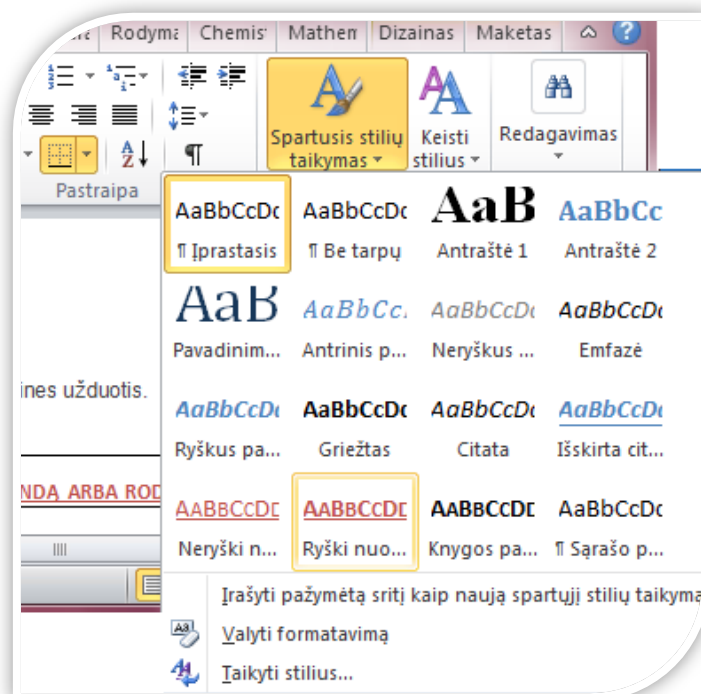 Rodyma Chemis Mathem Dizainas Maketas
Spartusis stilių taikymas
Keisti stilius
Redagavimas
Pastraipa
AaBbCcDc AaBbCcDc AaB AaBbCc
¶ Įprastasis ¶ Be tarpų Antraštė 1 Antraštė 2
AaB AaBbCc. AaBbCcDc AaBbCcDc
Pavadinim... Antrinis p... Neryškus ... Emfazė
ines užduotis.
AaBbCcDc AaBbCcDc AaBbCcDc AaBbCcDc
Ryškus pa... Griežtas Citata Išskirta cit...
NDĄ ARBA ROD
AABBCCDD AABBCCDD AABBCCDD AaBbCcDc
Neryški n... Ryški nuo... Knygos pa... ¶ Sąrašo p...
Įrašyti pažymėtą sritį kaip naują spartųjį stilių taikymą
Valyti formatavimą
Taikyti stilius...